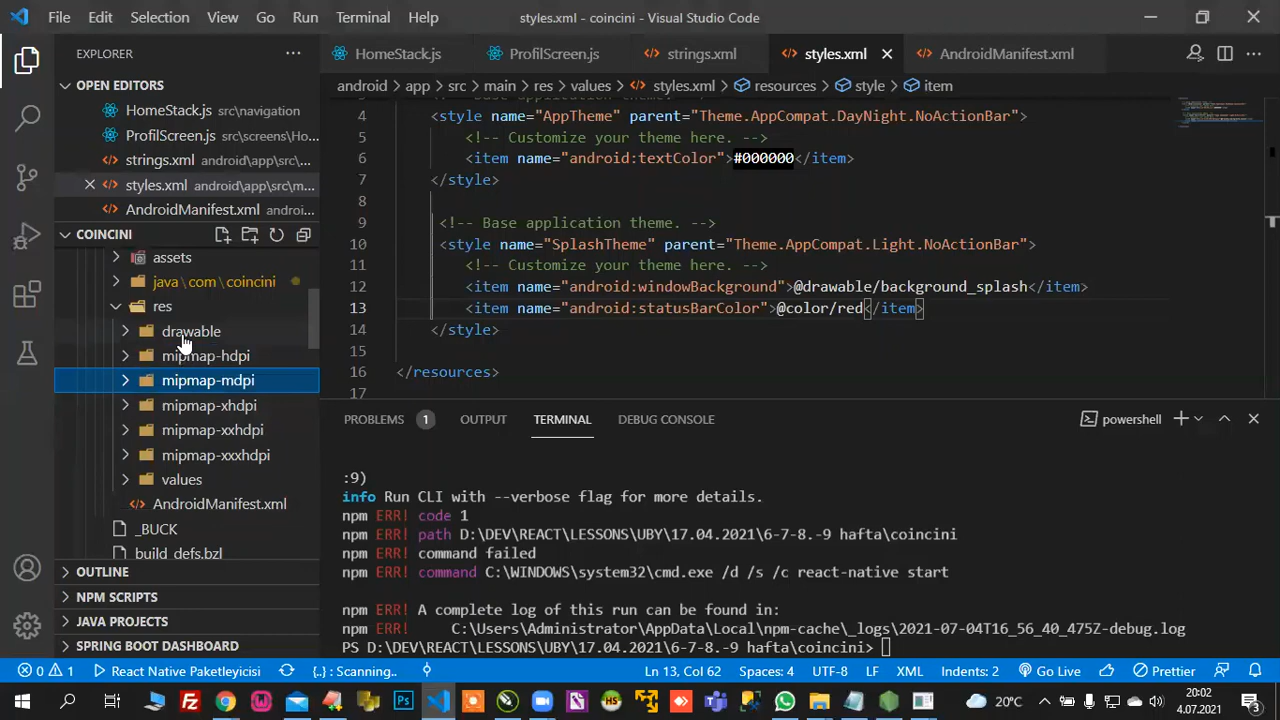 File Edit Selection View Go Run Terminal Help styles.xml - coincini - Visual Studio Code
EXPLORER
OPEN EDITORS
HomeStack.js src\navigation
ProfilScreen.js src\screens\Ho...
strings.xml android\app\src\m...
styles.xml android\app\src\m...
AndroidManifest.xml androi...
COINCINI
assets
java\com\coincini
res
drawable
mipmap-hdpi
mipmap-mdpi
mipmap-xhdpi
mipmap-xxhdpi
mipmap-xxxhdpi
values
AndroidManifest.xml
_BUCK
build_defs.bzl
OUTLINE
NPM SCRIPTS
JAVA PROJECTS
SPRING BOOT DASHBOARD
HomeStack.js ProfilScreen.js strings.xml styles.xml AndroidManifest.xml
android > app > src > main > res > values > styles.xml > resources > style > item
3 <!-- Base application theme. -->
4 <style name="AppTheme" parent="Theme.AppCompat.DayNight.NoActionBar">
5 <!-- Customize your theme here. -->
6 <item name="android:textColor">#000000</item>
7 </style>
8
9 <!-- Base application theme. -->
10 <style name="SplashTheme" parent="Theme.AppCompat.Light.NoActionBar">
11 <!-- Customize your theme here. -->
12 <item name="android:windowBackground">@drawable/background_splash</item>
13 <item name="android:statusBarColor">@color/red</item>
14 </style>
15
16 </resources>
17
PROBLEMS 1 OUTPUT TERMINAL DEBUG CONSOLE powershell
:9)
info Run CLI with --verbose flag for more details.
npm ERR! code 1
npm ERR! path D:\DEV\REACT\LESSONS\UBY\17.04.2021\6-7-8.-9 hafta\coincini
npm ERR! command failed
npm ERR! command C:\WINDOWS\system32\cmd.exe /d /s /c react-native start
npm ERR! A complete log of this run can be found in:
npm ERR! C:\Users\Administrator\AppData\Local\npm-cache\_logs\2021-07-04T16_56_40_475Z-debug.log
PS D:\DEV\REACT\LESSONS\UBY\17.04.2021\6-7-8.-9 hafta\coincini>
0 1 React Native Paketleyicisi {..} : Scanning.. Ln 13, Col 62 Spaces: 4 UTF-8 LF XML Indents: 2 Go Live Prettier
20°C 20:02
4.07.2021
3